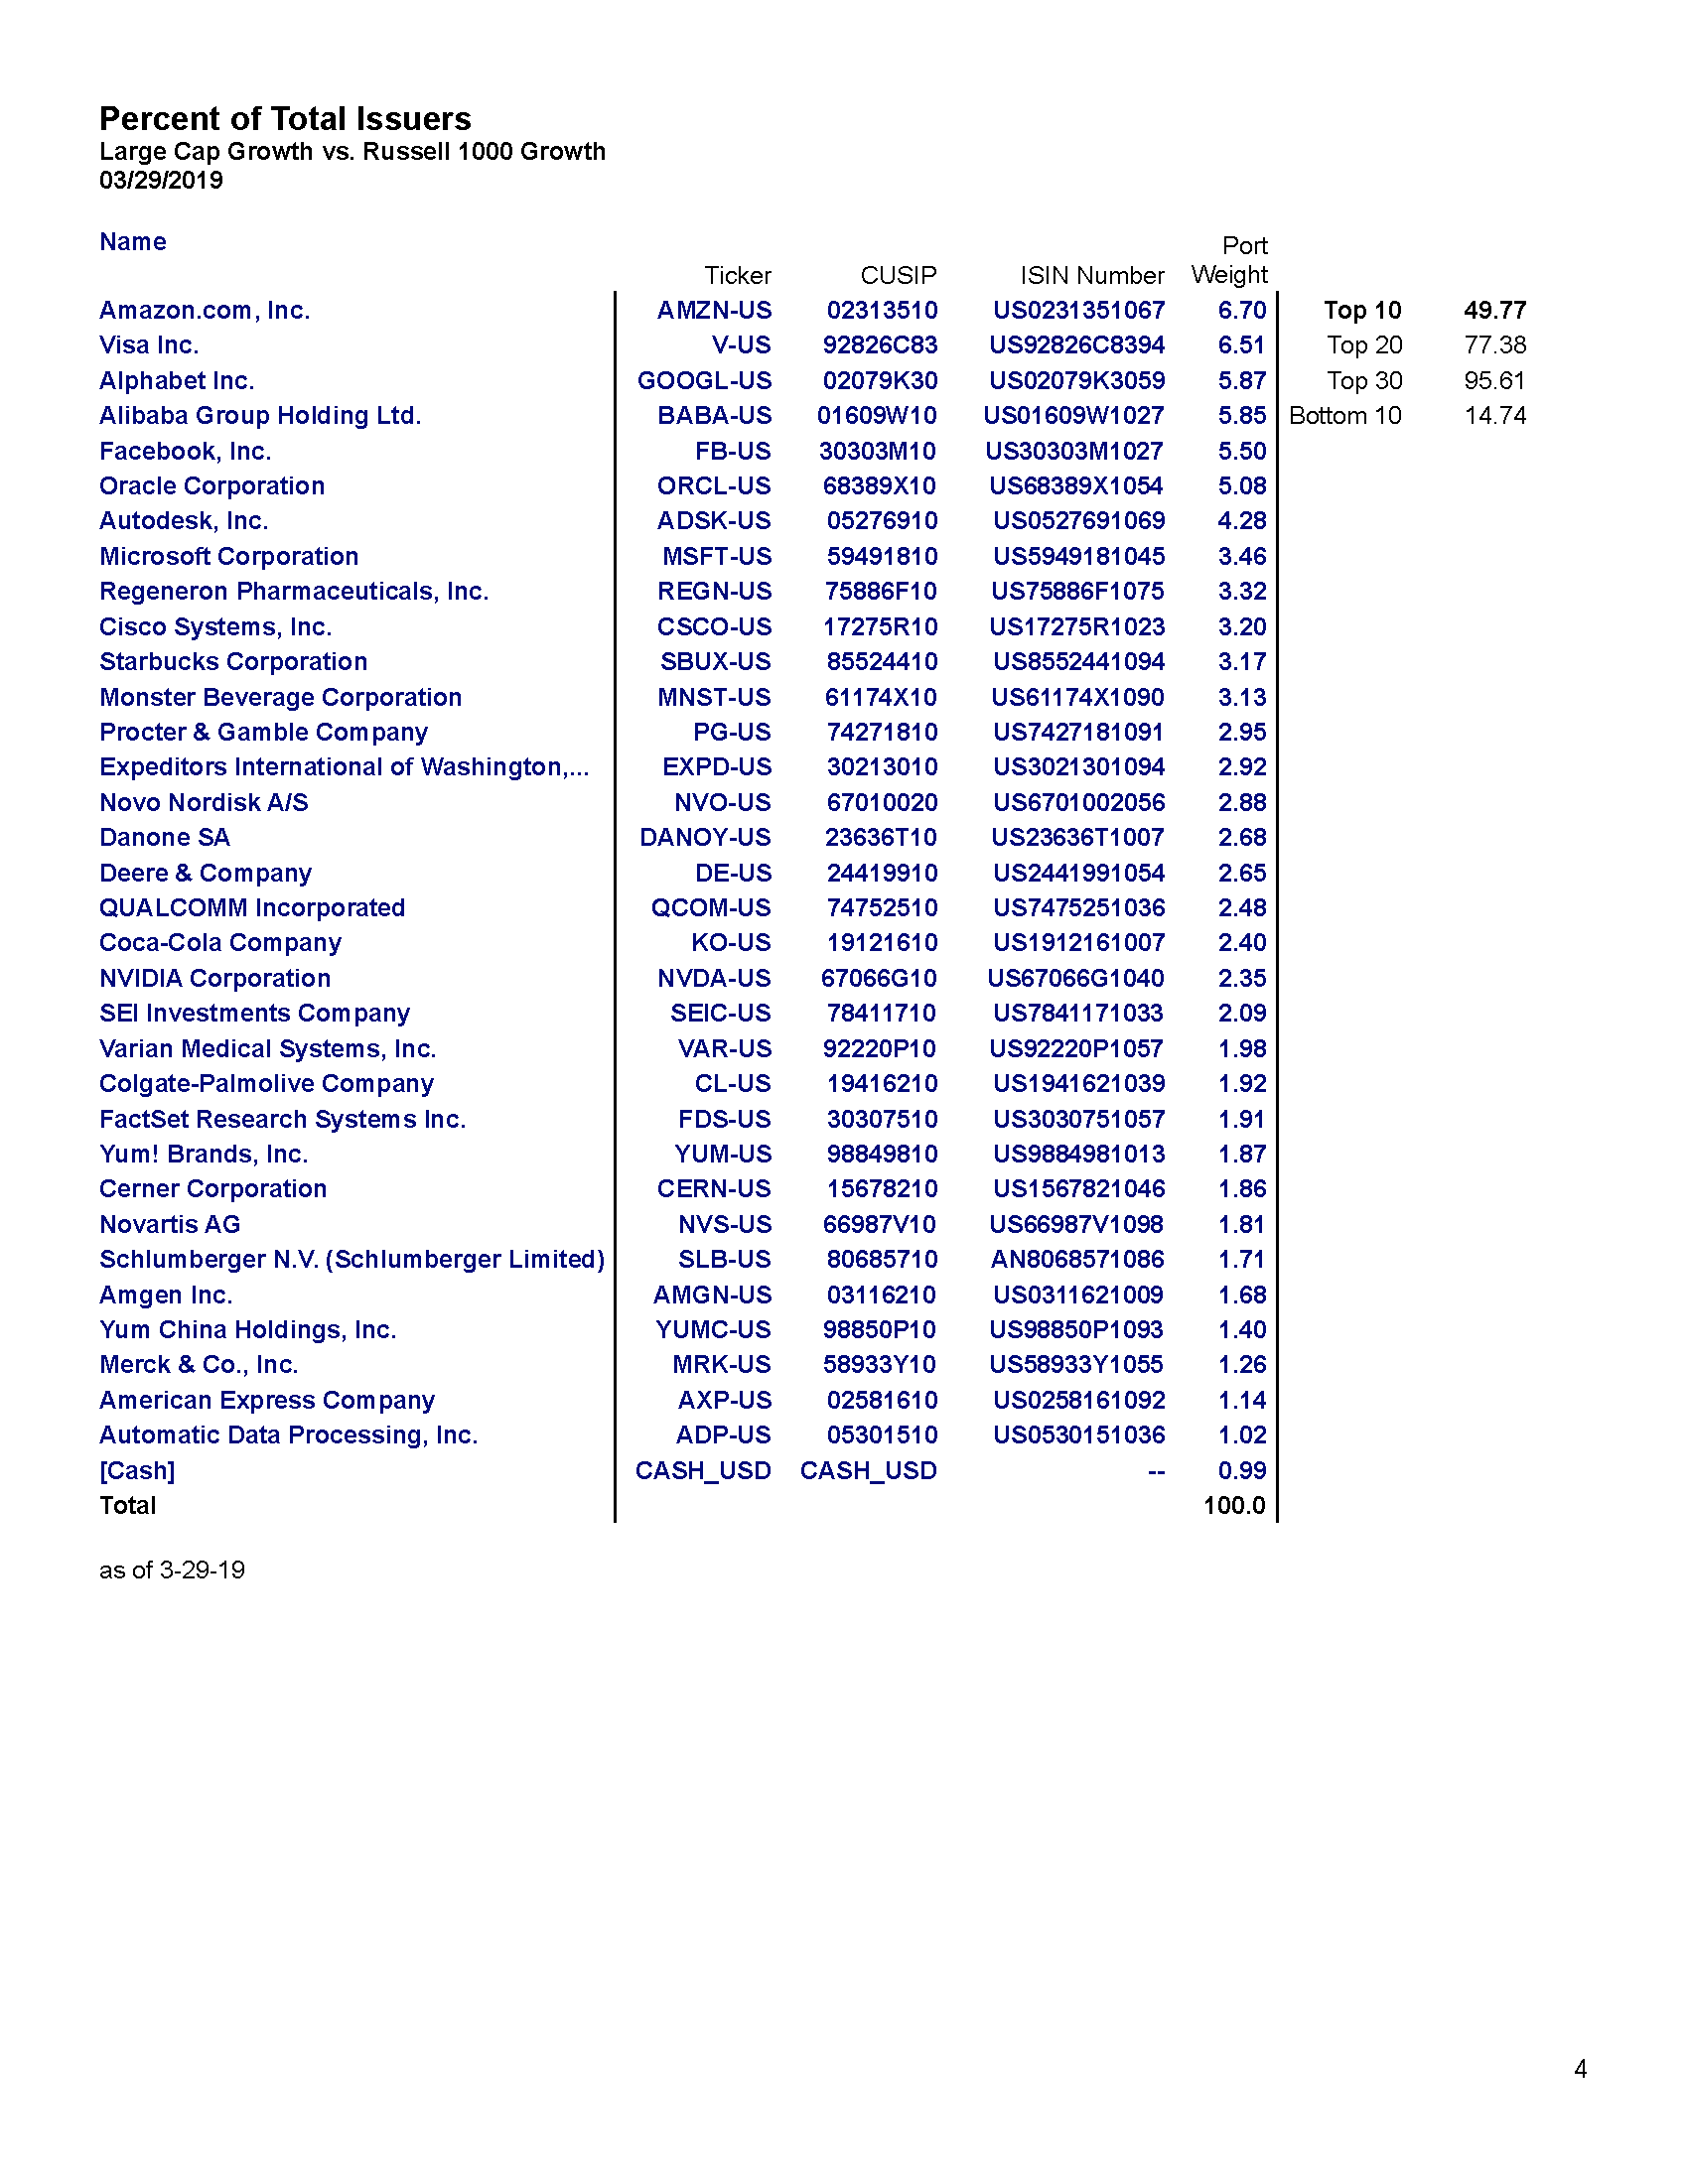 Percent of Total Issuers
Large Cap Growth vs. Russell 1000 Growth
03/29/2019
Name Ticker CUSIP ISIN Number Port Weight
Amazon.com, Inc. AMZN-US 02313510 US0231351067 6.70 Top 10 49.77
Visa Inc. V-US 92826C83 US92826C8394 6.51 Top 20 77.38
Alphabet Inc. GOOGL-US 02079K30 US02079K3059 5.87 Top 30 95.61
Alibaba Group Holding Ltd. BABA-US 01609W10 US01609W1027 5.85 Bottom 10 14.74
Facebook, Inc. FB-US 30303M10 US30303M1027 5.50
Oracle Corporation ORCL-US 68389X10 US68389X1054 5.08
Autodesk, Inc. ADSK-US 05276910 US0527691069 4.28
Microsoft Corporation MSFT-US 59491810 US5949181045 3.46
Regeneron Pharmaceuticals, Inc. REGN-US 75886F10 US75886F1075 3.32
Cisco Systems, Inc. CSCO-US 17275R10 US17275R1023 3.20
Starbucks Corporation SBUX-US 85524410 US8552441094 3.17
Monster Beverage Corporation MNST-US 61174X10 US61174X1090 3.13
Procter & Gamble Company PG-US 74271810 US7427181091 2.95
Expeditors International of Washington,... EXPD-US 30213010 US3021301094 2.92
Novo Nordisk A/S NVO-US 67010020 US6701002056 2.88
Danone SA DANOY-US 23636T10 US23636T1007 2.68
Deere & Company DE-US 24419910 US2441991054 2.65
QUALCOMM Incorporated QCOM-US 74752510 US7475251036 2.48
Coca-Cola Company KO-US 19121610 US1912161007 2.40
NVIDIA Corporation NVDA-US 67066G10 US67066G1040 2.35
SEI Investments Company SEIC-US 78411710 US7841171033 2.09
Varian Medical Systems, Inc. VAR-US 92220P10 US92220P1057 1.98
Colgate-Palmolive Company CL-US 19416210 US1941621039 1.92
FactSet Research Systems Inc. FDS-US 30307510 US3030751057 1.91
Yum! Brands, Inc. YUM-US 98849810 US9884981013 1.87
Cerner Corporation CERN-US 15678210 US1567821046 1.86
Novartis AG NVS-US 66987V10 US66987V1098 1.81
Schlumberger N.V. (Schlumberger Limited) SLB-US 80685710 AN8068571086 1.71
Amgen Inc. AMGN-US 03116210 US0311621009 1.68
Yum China Holdings, Inc. YUMC-US 98850P10 US98850P1093 1.40
Merck & Co., Inc. MRK-US 58933Y10 US58933Y1055 1.26
American Express Company AXP-US 02581610 US0258161092 1.14
Automatic Data Processing, Inc. ADP-US 05301510 US0530151036 1.02
[Cash] CASH_USD CASH_USD -- 0.99
Total 100.0
as of 3-29-19
4